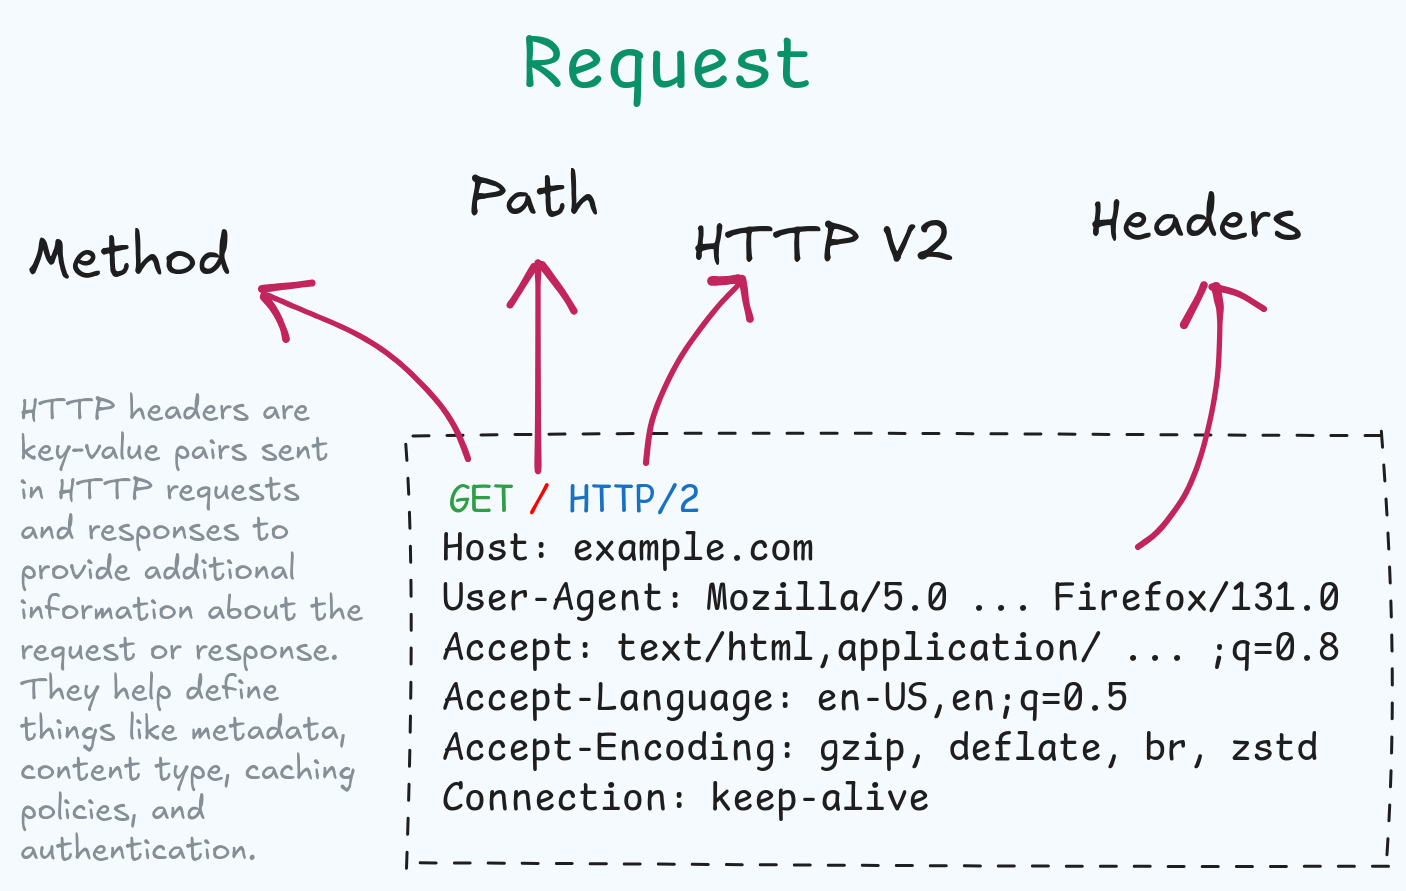 Request
Path
Method
HTTP V2
Headers
HTTP headers are
key-value pairs sent
in HTTP requests
and responses to
provide additional
information about the
request or response.
They help define
things like metadata,
content type, caching
policies, and
authentication.
GET / HTTP/2
Host: example.com
User-Agent: Mozilla/5.0 ... Firefox/131.0
Accept: text/html,application/ ... ;q=0.8
Accept-Language: en-US,en;q=0.5
Accept-Encoding: gzip, deflate, br, zstd
Connection: keep-alive